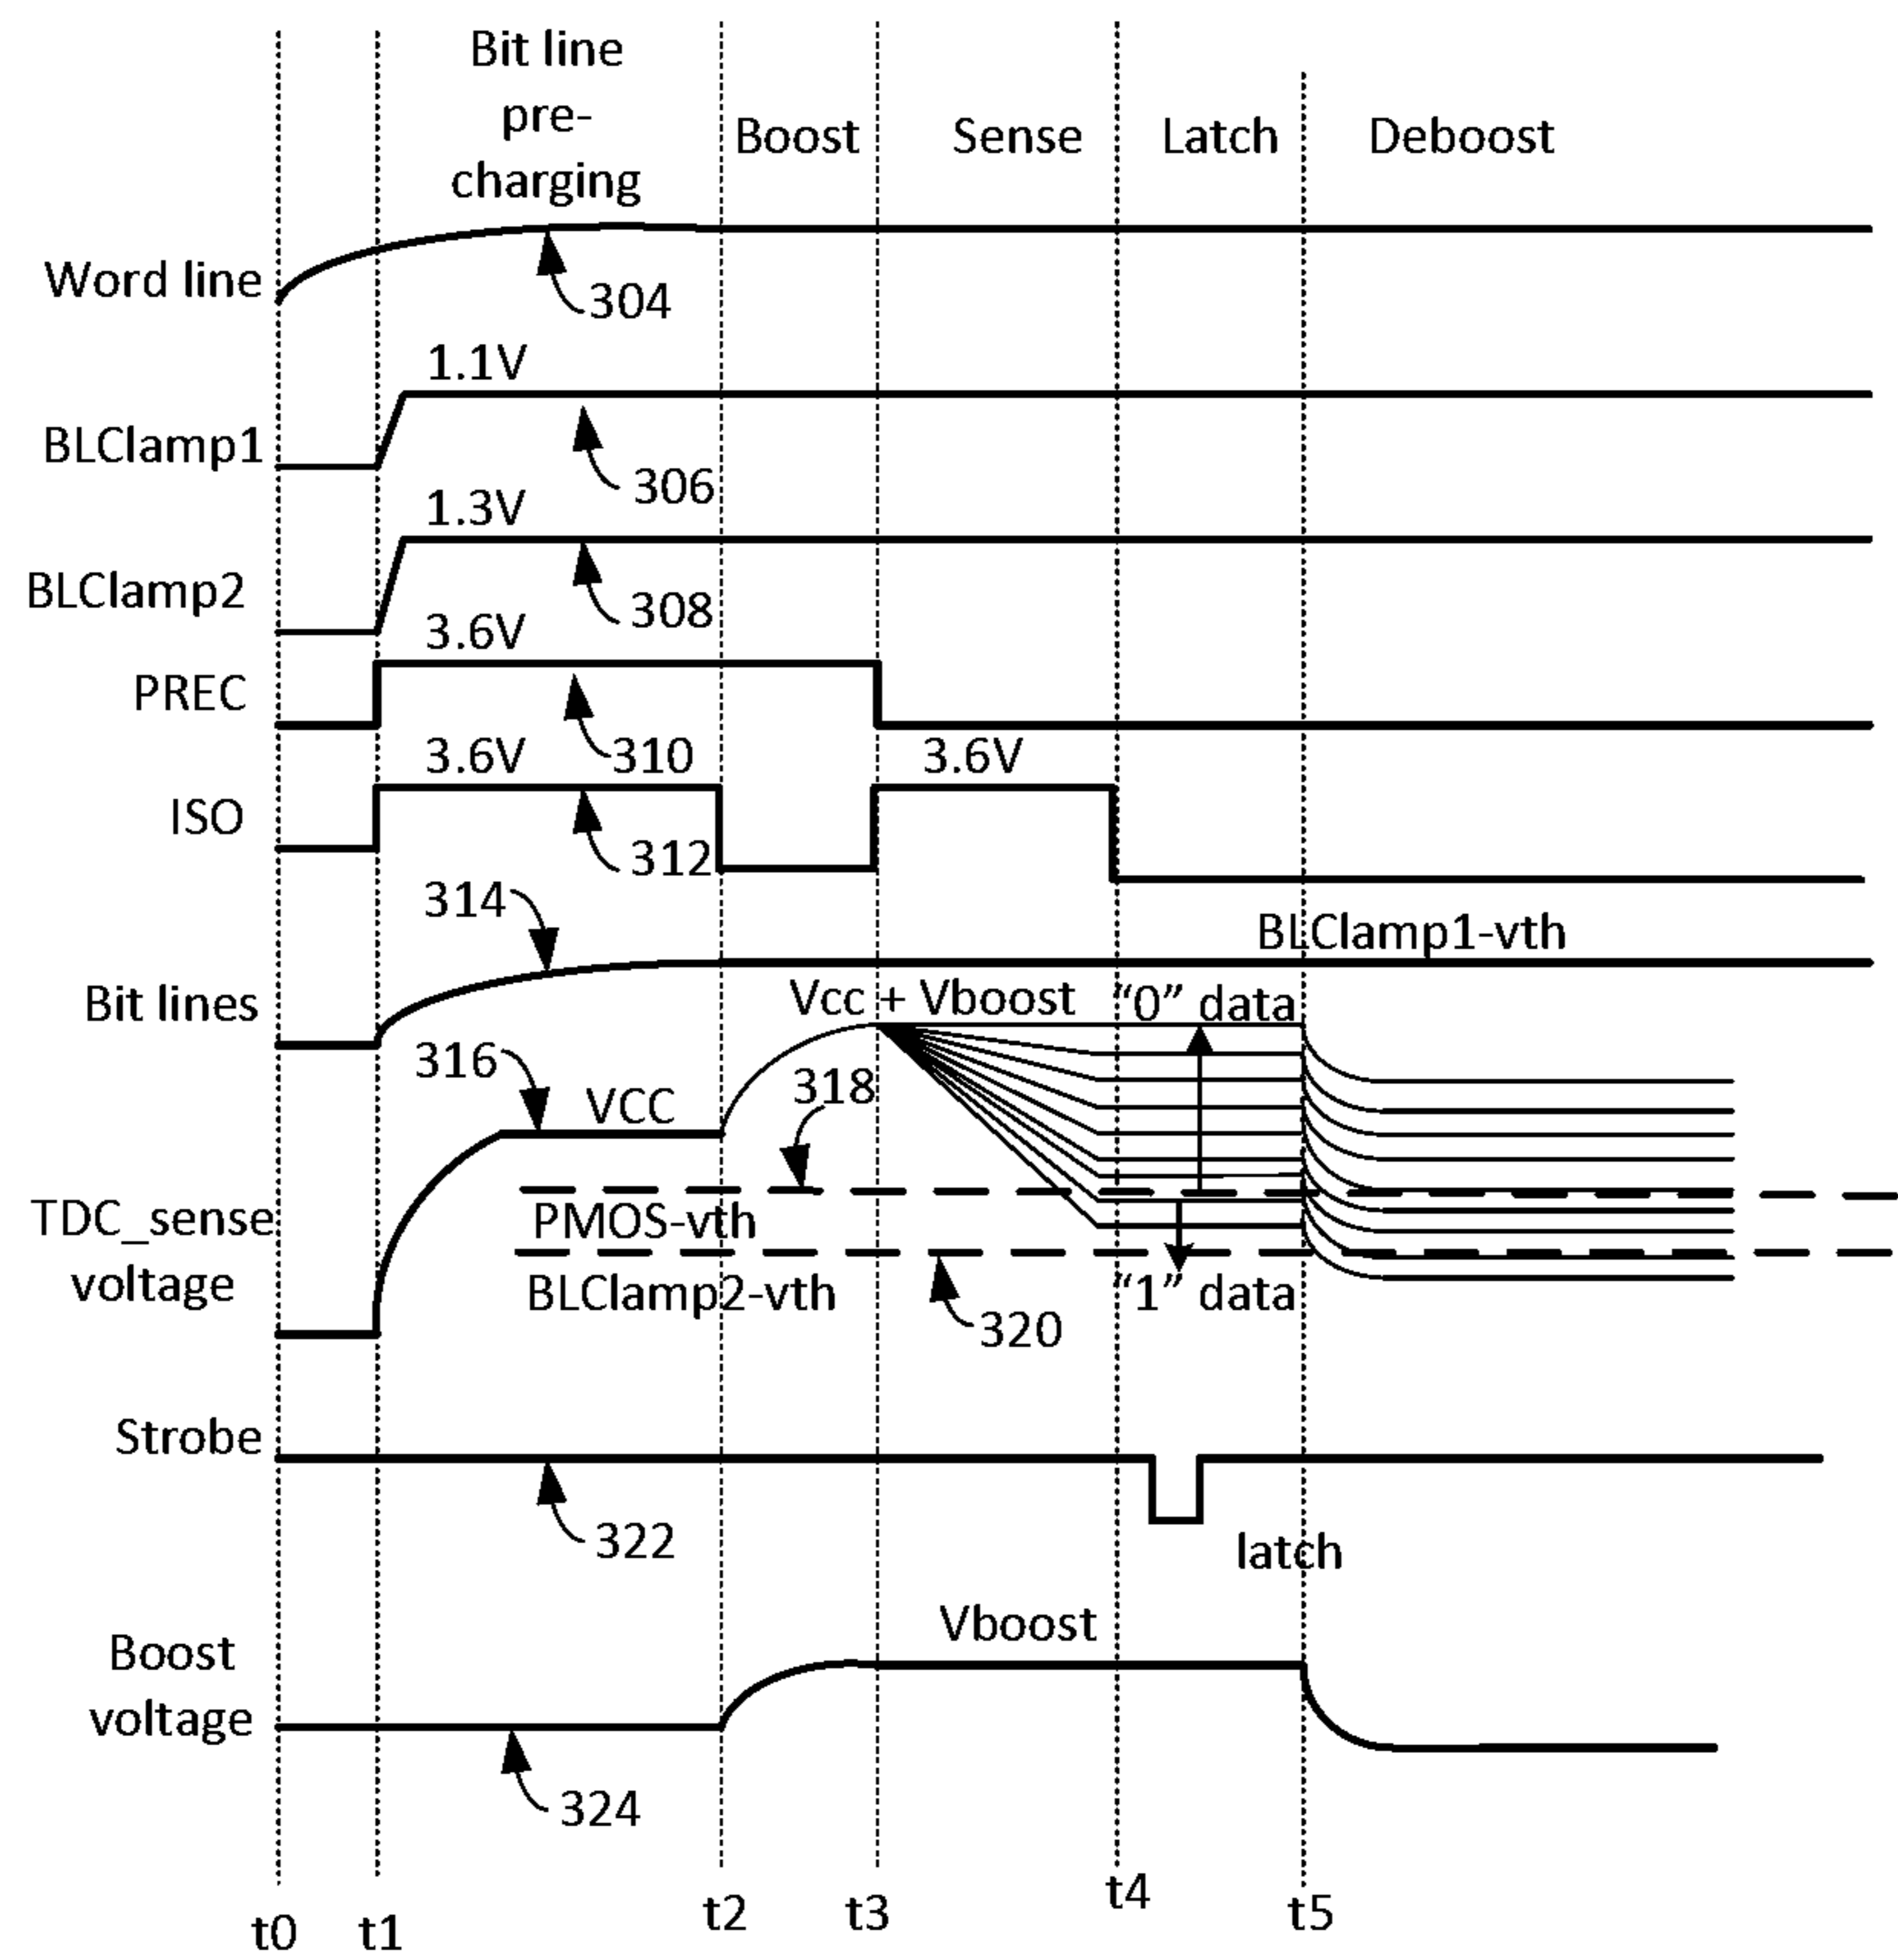 Bit line
pre-
charging
Boost
Sense
Latch
Deboost
Word line
304
1.1V
BLClamp1
306
1.3V
BLClamp2
308
3.6V
PREC
310
3.6V
3.6V
ISO
312
314
BLClamp1-vth
Bit lines
Vcc + Vboost
"0" data
316
VCC
318
TDC_sense
voltage
PMOS-vth
BLClamp2-vth
"1" data
320
Strobe
322
latch
Vboost
Boost
voltage
324
t0
t1
t2
t3
t4
t5